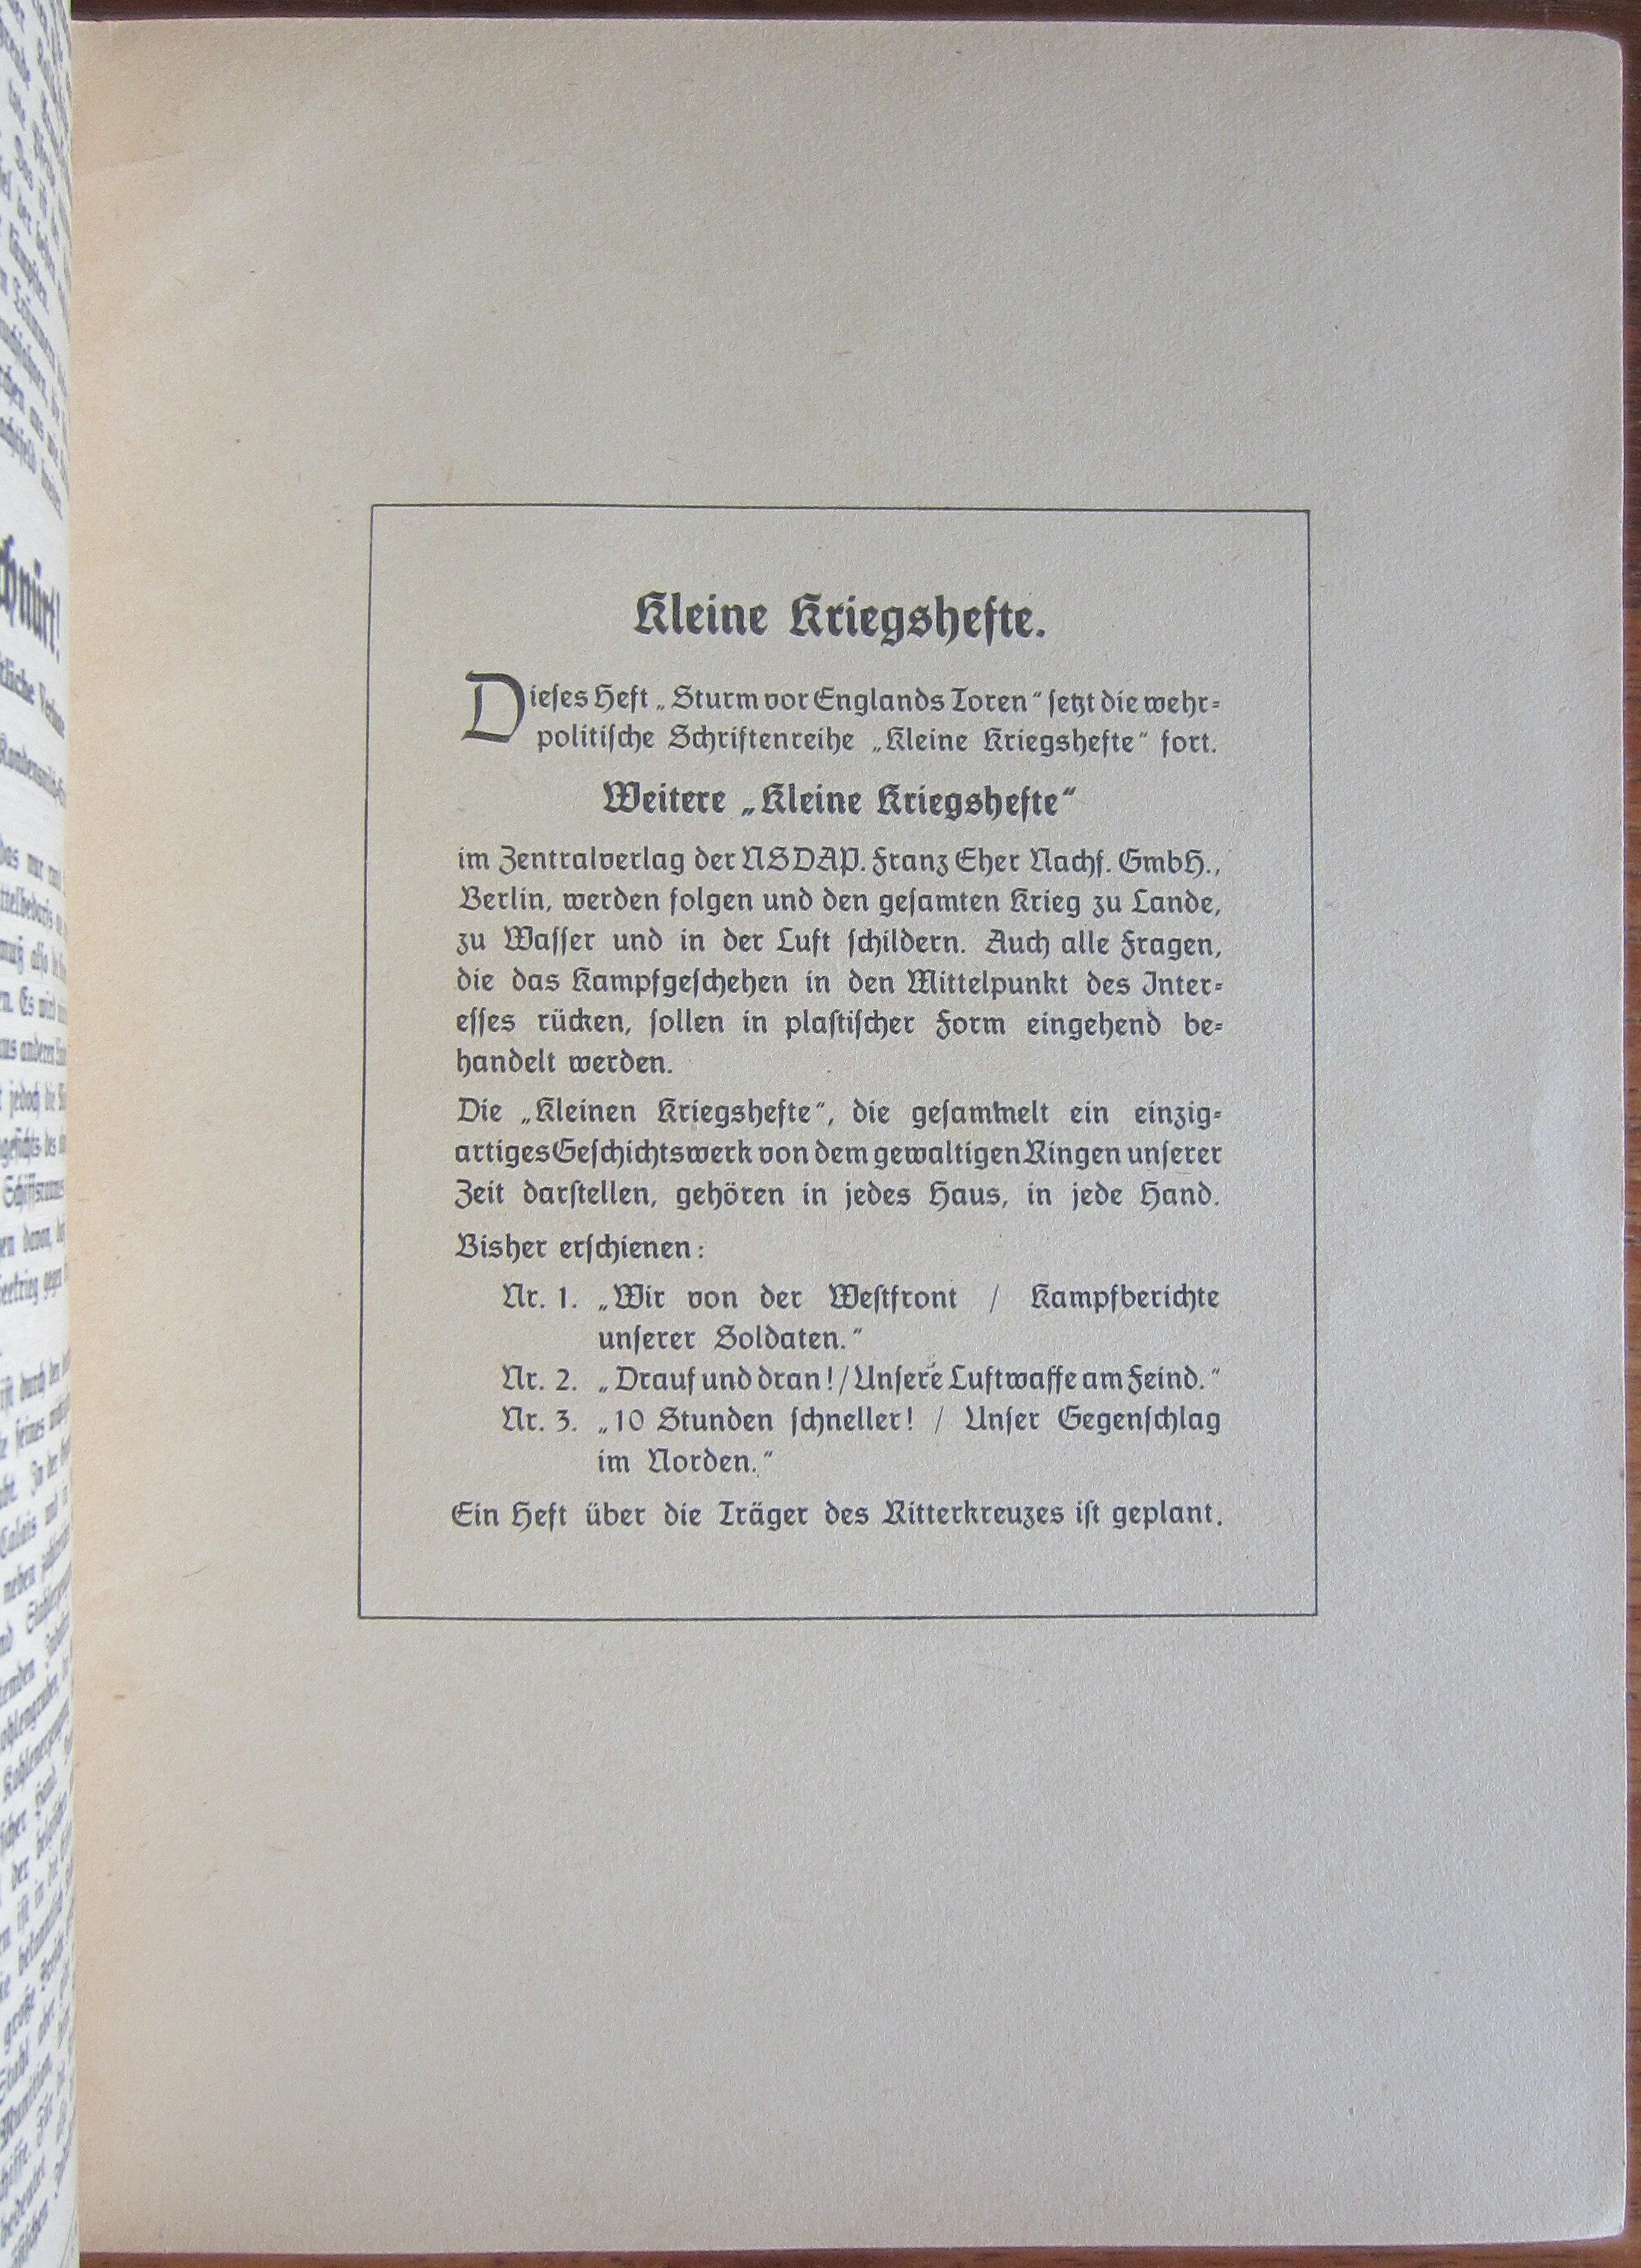 Kleine Kriegshefte.
Dieses Heft „Sturm vor Englands Toren“ setzt die wehr-
politische Schriftenreihe „Kleine Kriegshefte“ fort.
Weitere „Kleine Kriegshefte“
im Zentralverlag der NSDAP. Franz Eher Nachf. GmbH.,
Berlin, werden folgen und den gesamten Krieg zu Lande,
zu Wasser und in der Luft schildern. Auch alle Fragen,
die das Kampfgeschehen in den Mittelpunkt des Inter-
esses rücken, sollen in plastischer Form eingehend be-
handelt werden.
Die „Kleinen Kriegshefte“, die gesammelt ein einzig-
artiges Geschichtswerk von dem gewaltigen Ringen unserer
Zeit darstellen, gehören in jedes Haus, in jede Hand.
Bisher erschienen:
Nr. 1. „Wir von der Westfront / Kampfberichte
unserer Soldaten.“
Nr. 2. „Drauf und dran! / Unsere Luftwaffe am Feind.“
Nr. 3. „10 Stunden schneller! / Unser Gegenschlag
im Norden.“
Ein Heft über die Träger des Ritterkreuzes ist geplant.